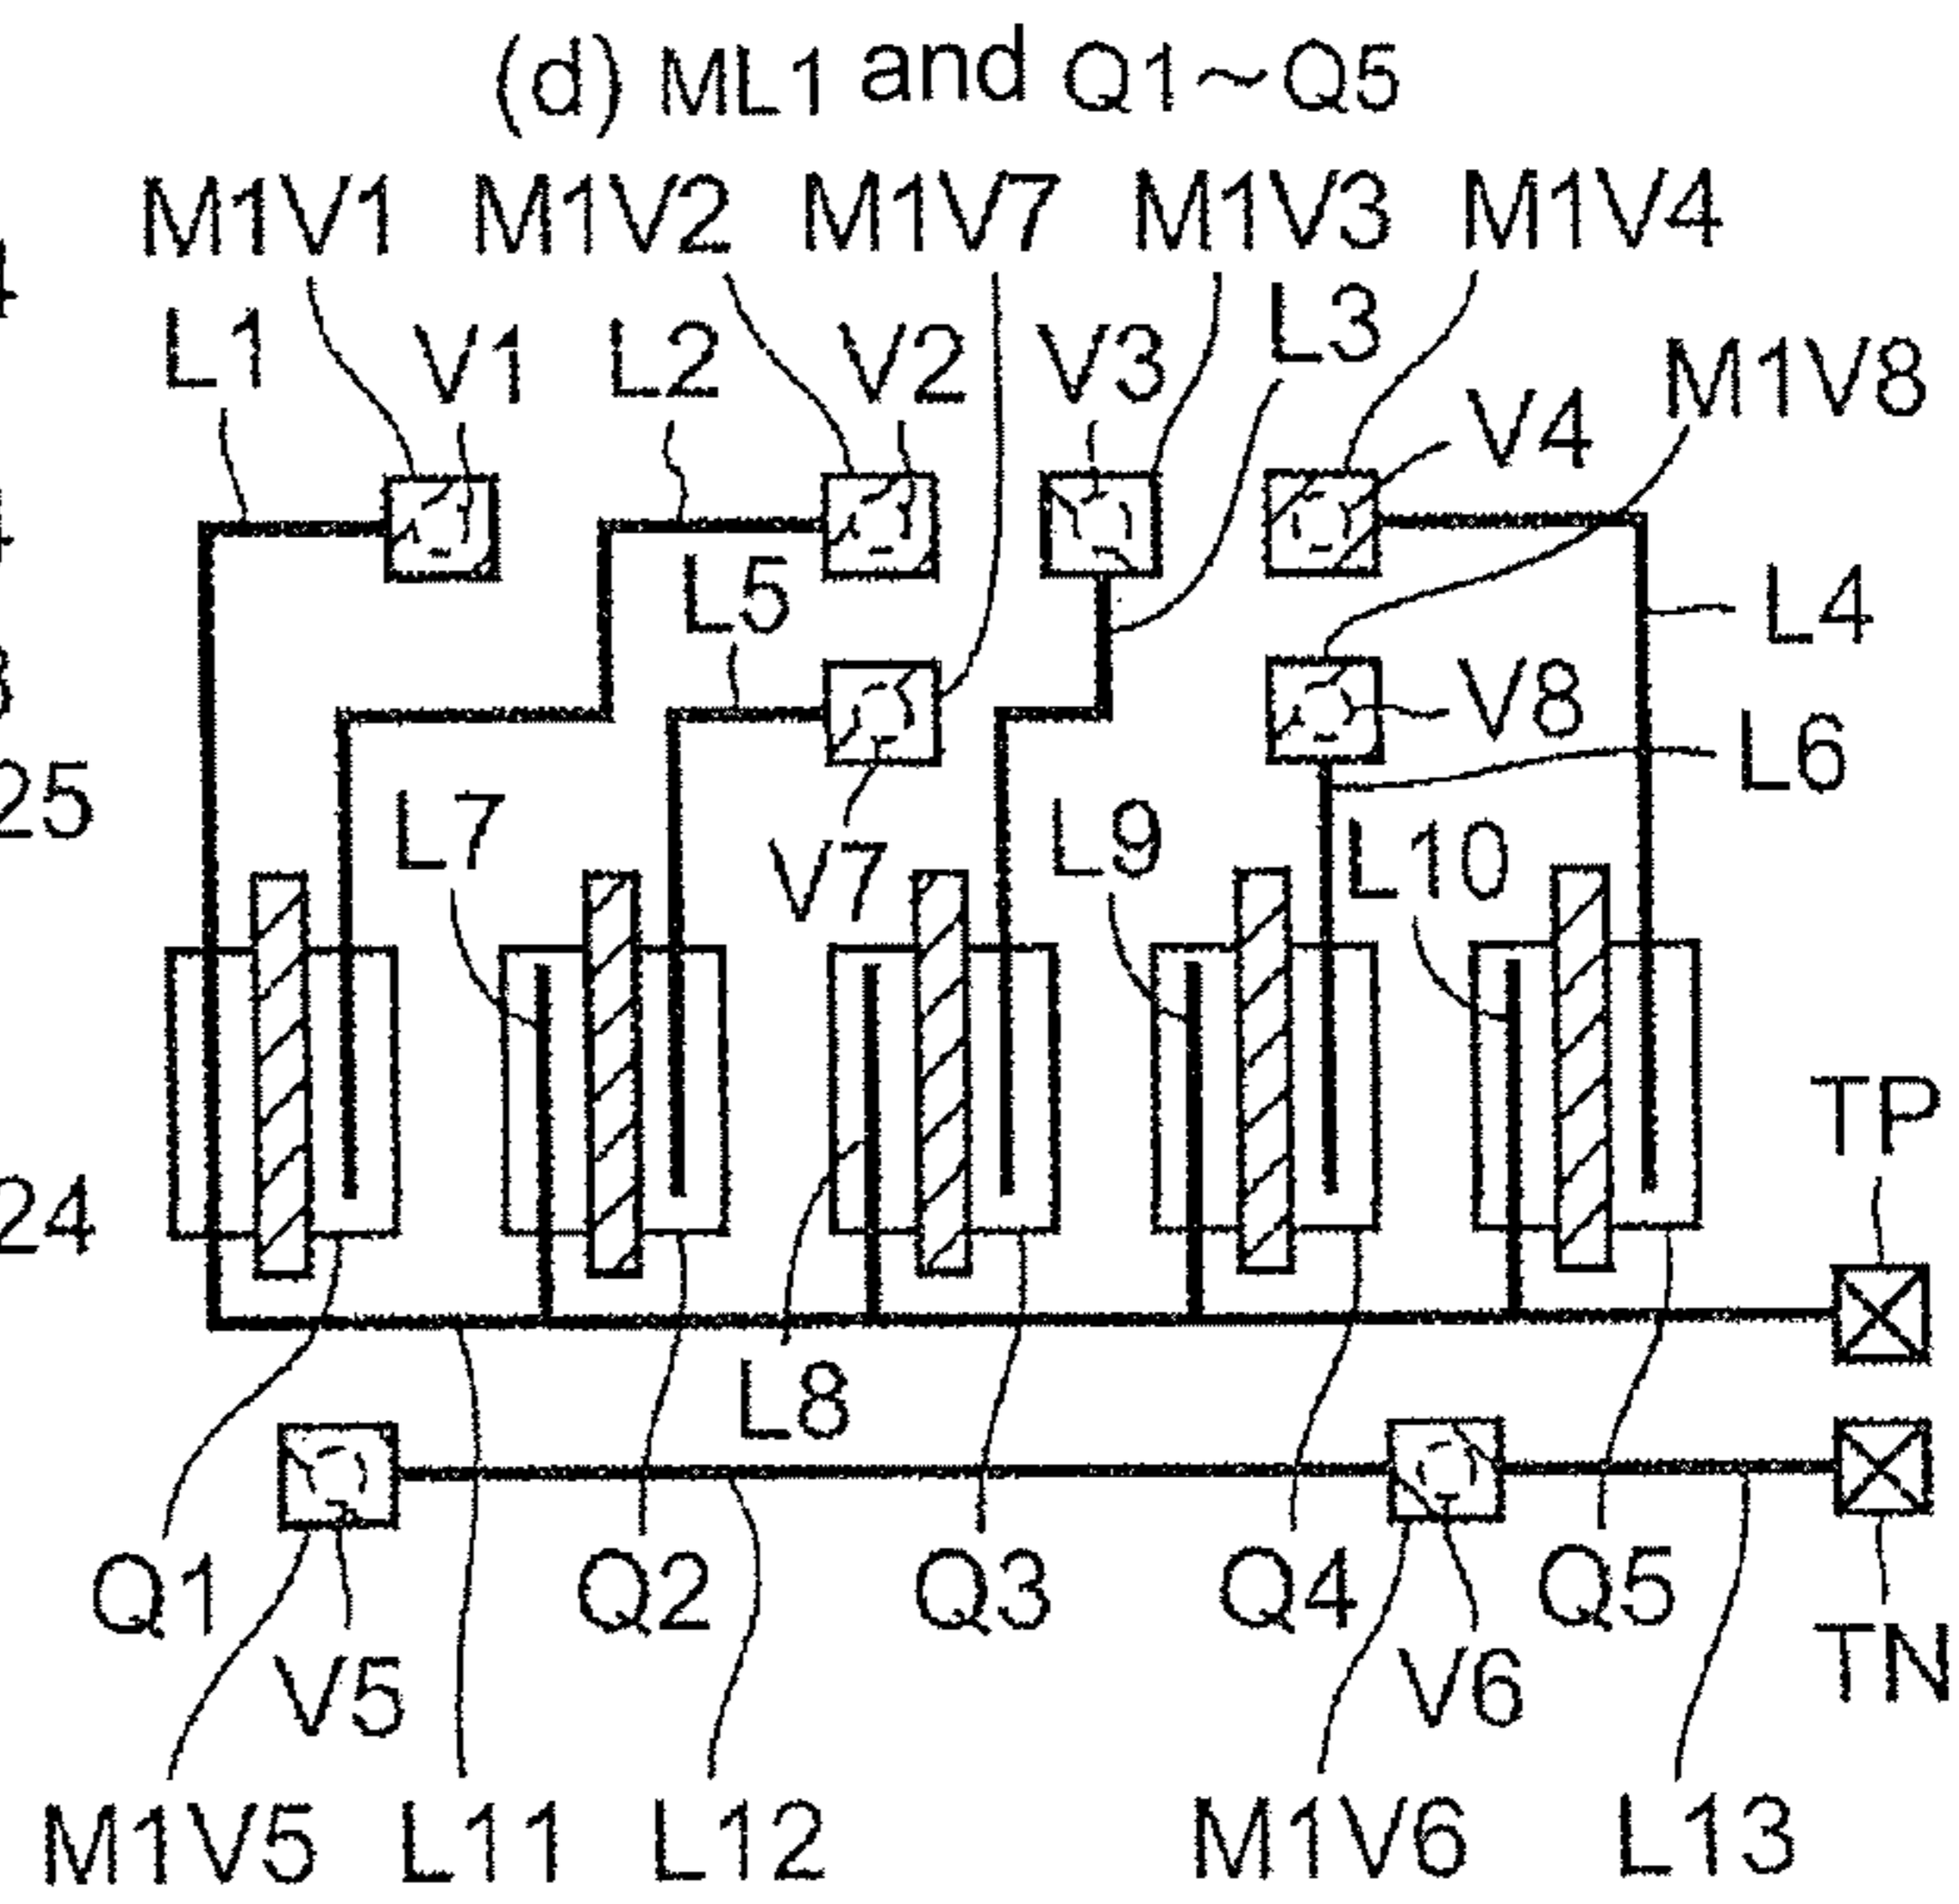 (d) ML1 and Q1~Q5
M1V1 M1V2 M1V7 M1V3 M1V4
L1 V1 L2 V2 V3 L3 M1V8
V4
L5 L4
V8
L6
25
L7 V7 L9 L10
TP
24
L8
Q1 Q2 Q3 Q4 Q5
V5 V6 TN
M1V5 L11 L12 M1V6 L13